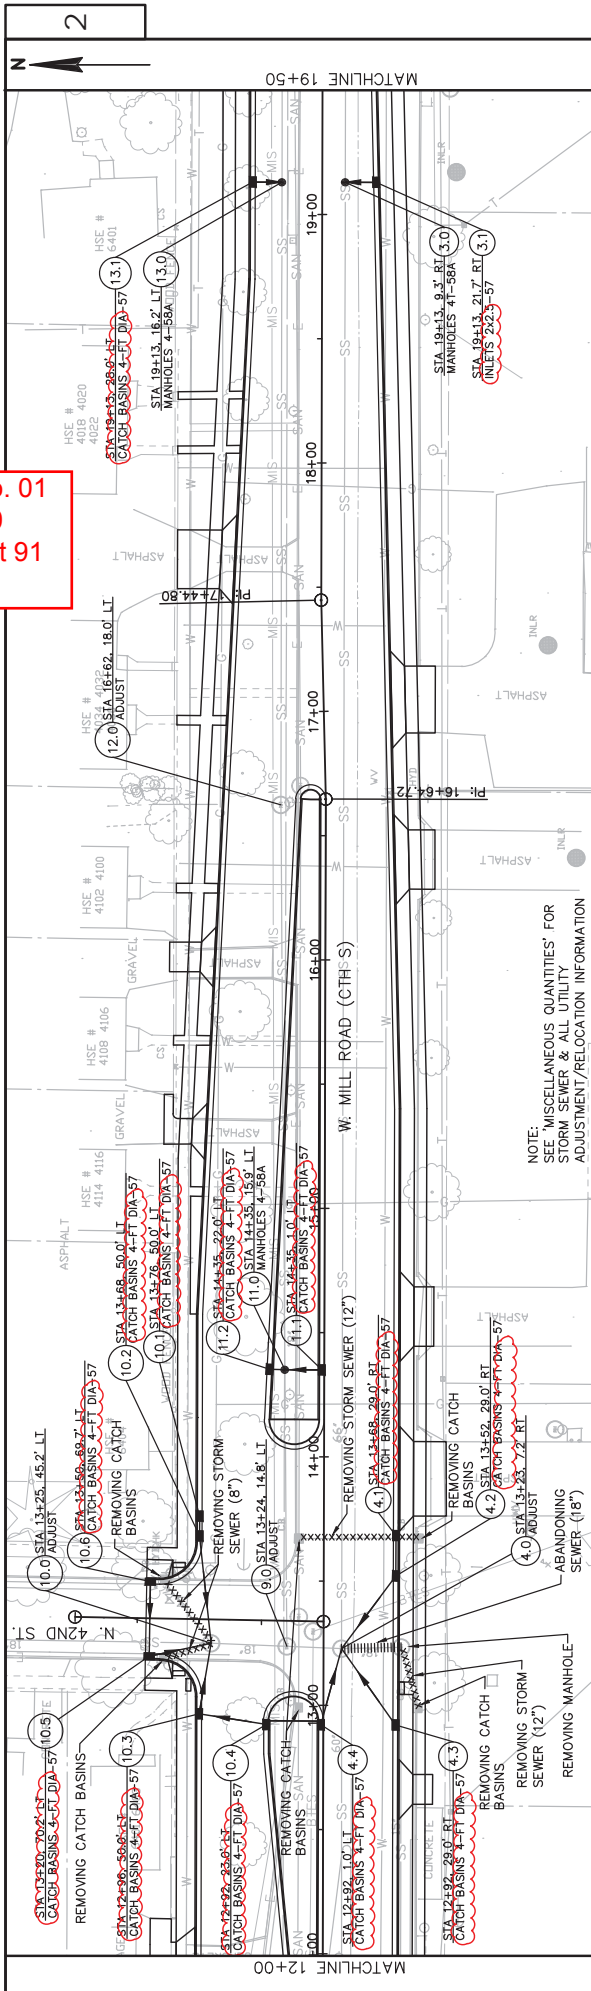 2
N
MATCHLINE 19+50
19+00
18+00
17+00
16+00
15+00
14+00
13+00
MATCHLINE 12+00
HSE #
6401
13.1
STA 19+13, 28.0' LT
CATCH BASINS 4-FT DIA-57
13.0
STA 19+13, 16.2' LT
MANHOLES 4-58A
3.0
STA 19+13, 9.3' RT
MANHOLES 4T-58A
3.1
STA 19+13, 21.7' RT
INLETS 2x2.5-57
INLR
HSE #
4018 4020
4022
. 01
t 91
ASPHALT
ASPHALT
PI: 17+44.80
12.0
STA 16+62, 18.0' LT
ADJUST
HSE #
4034 4032
INLR
ASPHALT
HYD
WV
PI: 16+64.72
INLR
ASPHALT
HSE #
4102 4100
GRAVEL
ASPHALT
W. MILL ROAD (CTH S)
NOTE:
SEE 'MISCELLANEOUS QUANTITIES' FOR
STORM SEWER & ALL UTILITY
ADJUSTMENT/RELOCATION INFORMATION
HSE #
4108 4106
CS
GRAVEL
ASPHALT
HSE #
4114 4116
ASPHALT
10.2
STA 13+68, 50.0' LT
CATCH BASINS 4-FT DIA-57
10.1
STA 13+76, 50.0' LT
CATCH BASINS 4-FT DIA-57
11.2
STA 14+35, 22.0' LT
CATCH BASINS 4-FT DIA-57
11.0
STA 14+35, 15.9' LT
MANHOLES 4-58A
11.1
STA 14+35, 1.0' LT
CATCH BASINS 4-FT DIA-57
10.0
STA 13+25, 45.2' LT
ADJUST
10.6
STA 13+50, 69.7' LT
CATCH BASINS 4-FT DIA-57
REMOVING CATCH
BASINS
REMOVING STORM
SEWER (8")
9.0
STA 13+24, 14.8' LT
ADJUST
REMOVING STORM SEWER (12")
4.1
STA 13+68, 29.0' RT
CATCH BASINS 4-FT DIA-57
REMOVING CATCH
BASINS
4.2
STA 13+52, 29.0' RT
CATCH BASINS 4-FT DIA-57
4.0
STA 13+23, 7.2' RT
ADJUST
ABANDONING
SEWER (18")
ASPHALT
N. 42ND ST.
10.5
STA 13+20, 70.2' LT
CATCH BASINS 4-FT DIA-57
REMOVING CATCH BASINS
10.3
STA 12+96, 50.0' LT
CATCH BASINS 4-FT DIA-57
10.4
STA 12+92, 23.0' LT
CATCH BASINS 4-FT DIA-57
REMOVING CATCH
BASINS
4.4
STA 12+92, 1.0' LT
CATCH BASINS 4-FT DIA-57
4.3
STA 12+92, 29.0' RT
CATCH BASINS 4-FT DIA-57
REMOVING CATCH
BASINS
REMOVING STORM
SEWER (12")
REMOVING MANHOLE
CONCRETE